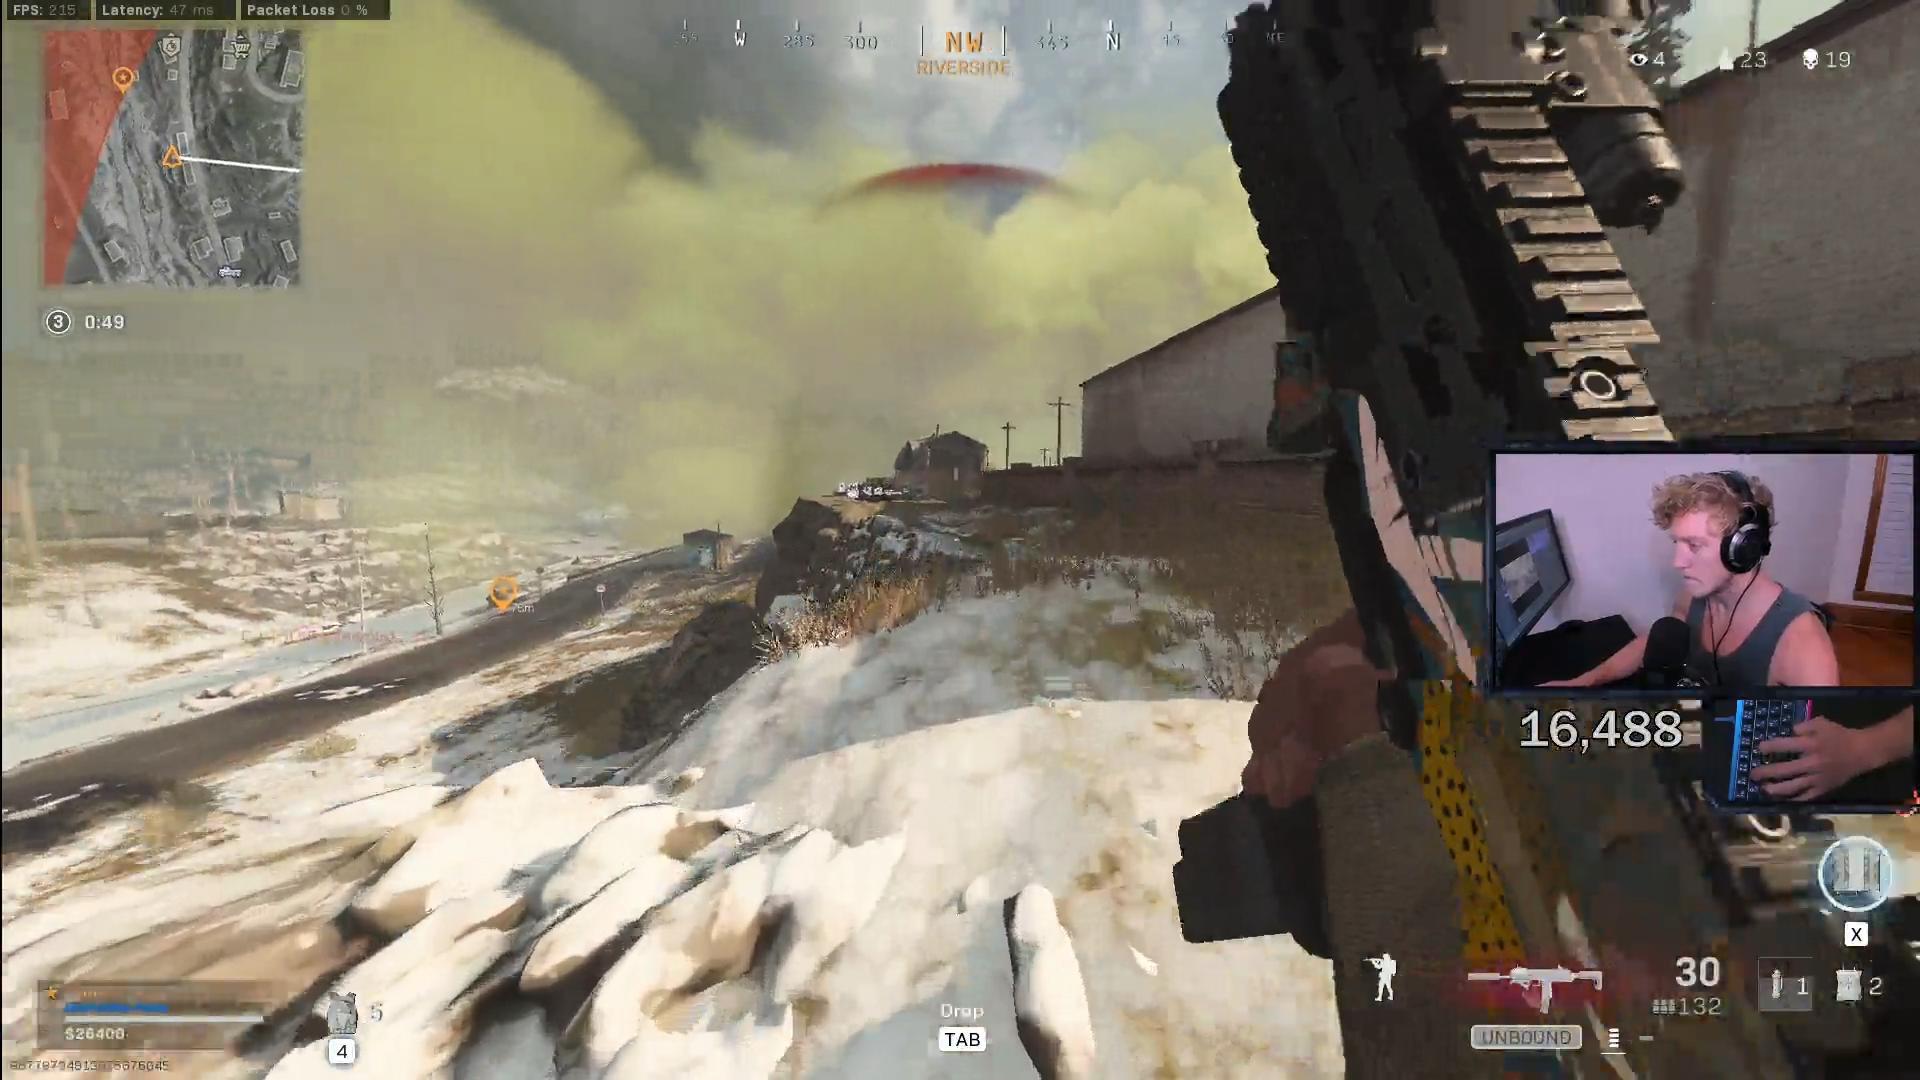 FPS: 215 Latency: 47 ms Packet Loss 0 %
W 285 300 NW 345 N
RIVERSIDE
4 23 19
3 0:49
16,488
X
30
132
1 2
UNBOUND
Drop
TAB
5
4
$26400